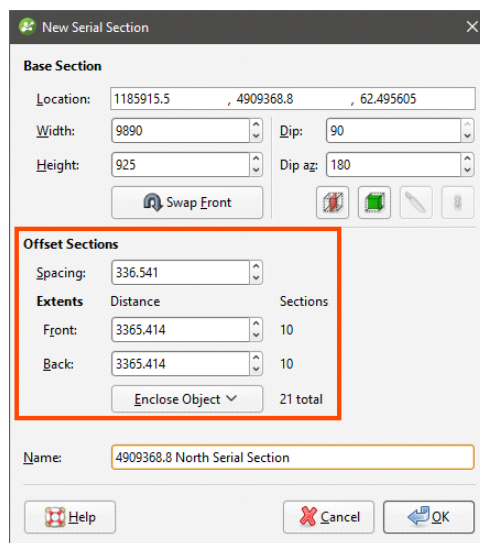 New Serial Section
Base Section
Location: 1185915.5 , 4909368.8 , 62.495605
Width: 9890 Dip: 90
Height: 925 Dip az: 180
Swap Front
Offset Sections
Spacing: 336.541
Extents Distance Sections
Front: 3365.414 10
Back: 3365.414 10
Enclose Object 21 total
Name: 4909368.8 North Serial Section
Help Cancel OK